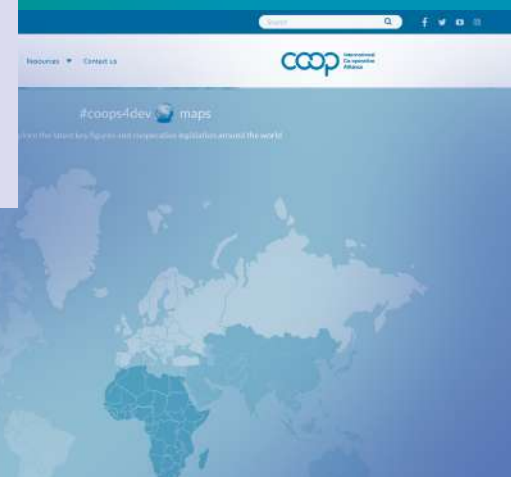 Search
Resources Contact us
coop International
Co-operative
Alliance
#coops4dev maps
the latest key figures and cooperative legislation around the world